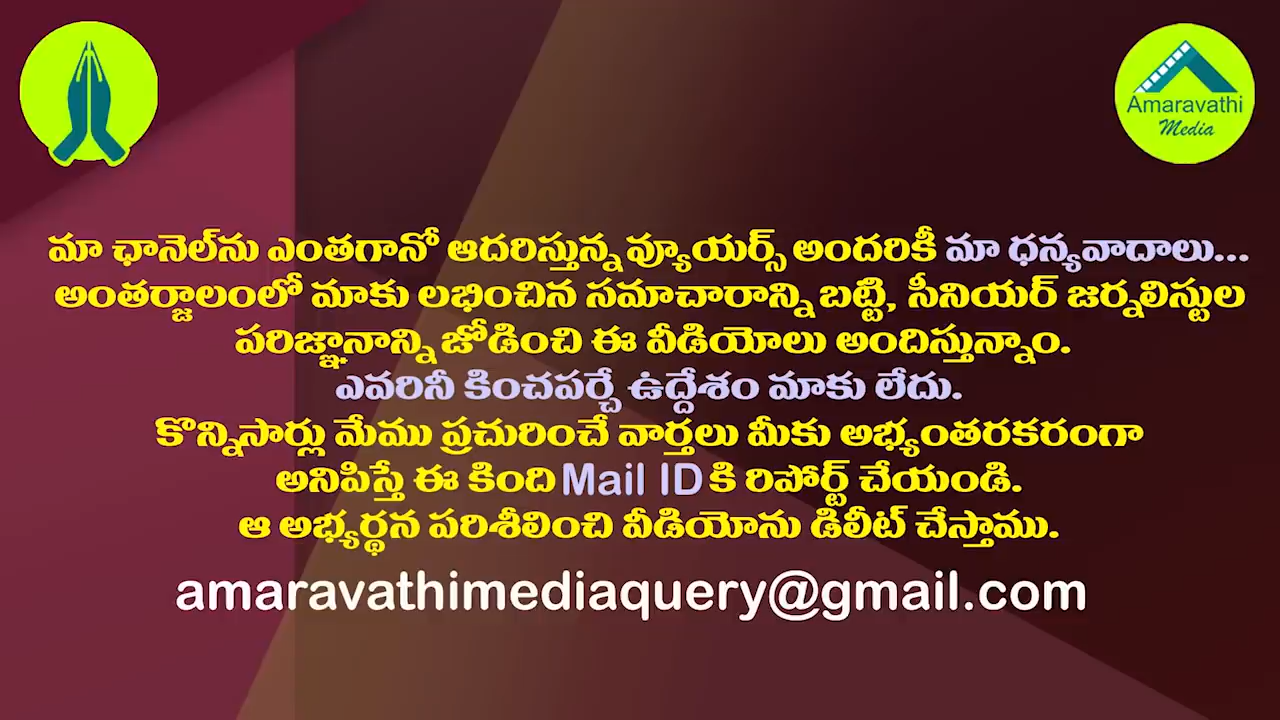 Amaravathi
Media
మా ఛానెల్‌ను ఎంతగానో ఆదరిస్తున్న వ్యూయర్స్ అందరికీ మా ధన్యవాదాలు...
అంతర్జాలంలో మాకు లభించిన సమాచారాన్ని బట్టి, సీనియర్ జర్నలిస్టుల
పరిజ్ఞానాన్ని జోడించి ఈ వీడియోలు అందిస్తున్నాం.
ఎవరినీ కించపర్చే ఉద్దేశం మాకు లేదు.
కొన్నిసార్లు మేము ప్రచురించే వార్తలు మీకు అభ్యంతరకరంగా
అనిపిస్తే ఈ కింది Mail ID కి రిపోర్ట్ చేయండి.
ఆ అభ్యర్థన పరిశీలించి వీడియోను డిలీట్ చేస్తాము.
amaravathimediaquery@gmail.com